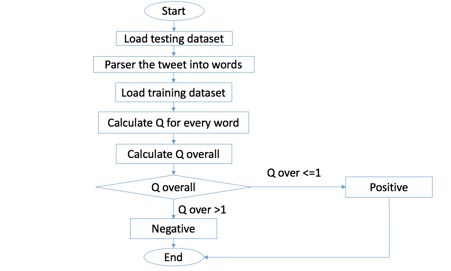 Start
Load testing dataset
Parser the tweet into words
Load training dataset
Calculate Q for every word
Calculate Q overall
Q over <=1
Q overall
Positive
Q over >1
Negative
End